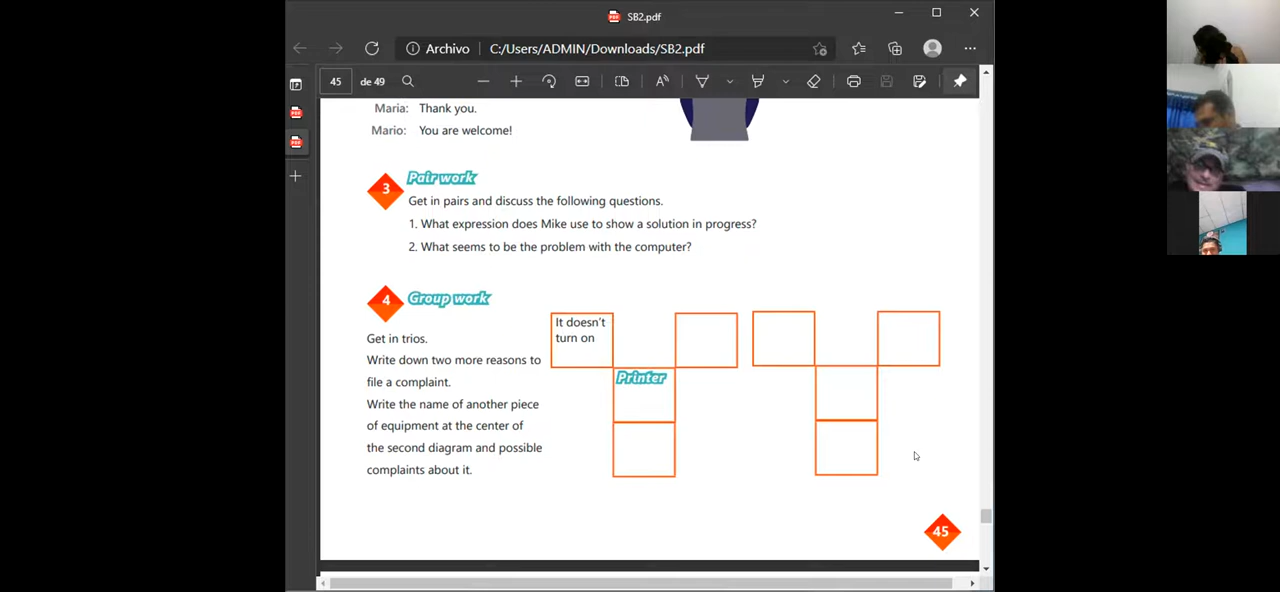 SB2.pdf
Archivo C:/Users/ADMIN/Downloads/SB2.pdf
45 de 49
Maria: Thank you.
Mario: You are welcome!
3 Pair work
Get in pairs and discuss the following questions.
1. What expression does Mike use to show a solution in progress?
2. What seems to be the problem with the computer?
4 Group work
Get in trios.
Write down two more reasons to
file a complaint.
Write the name of another piece
of equipment at the center of
the second diagram and possible
complaints about it.
It doesn't
turn on
Printer
45